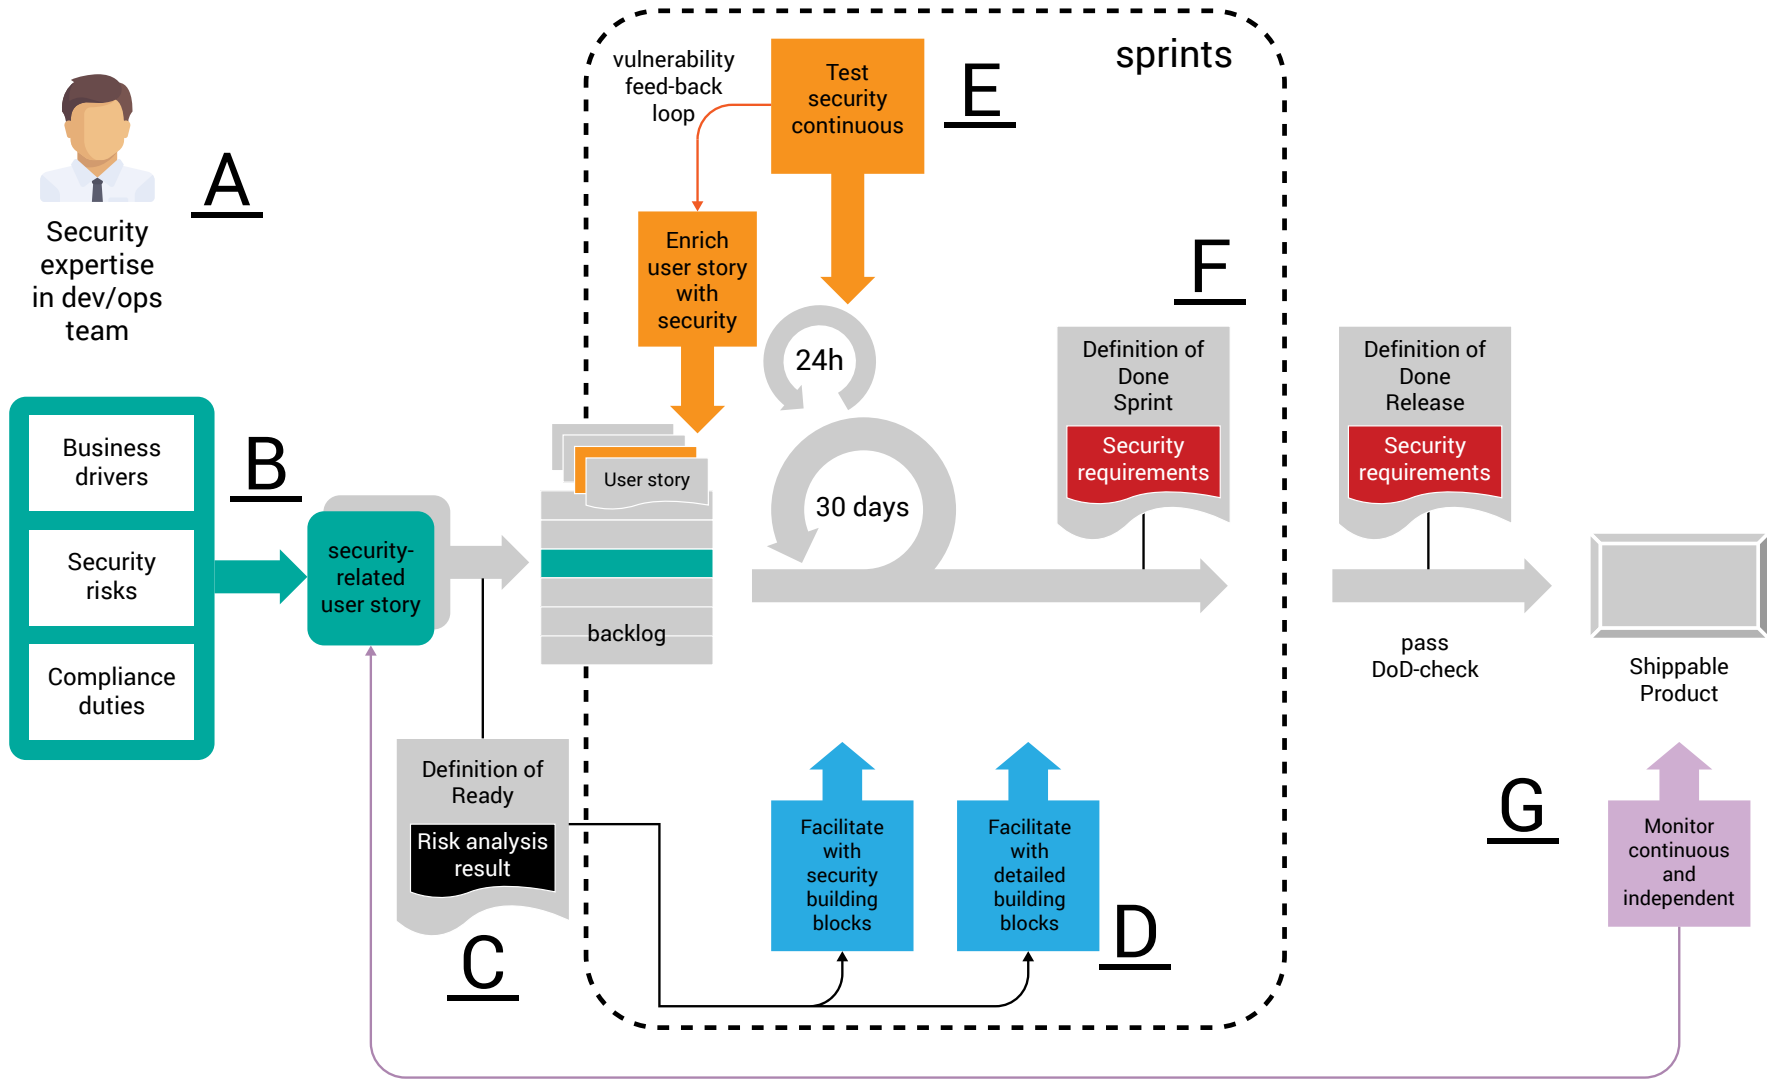 sprints
vulnerability
feed-back
loop
Test
security
continuous
E
A
Security
expertise
in dev/ops
team
Enrich
user story
with
security
F
24h
Definition of
Done
Sprint
Security
requirements
Definition of
Done
Release
Security
requirements
Business
drivers
Security
risks
Compliance
duties
B
security-
related
user story
User story
backlog
30 days
pass
DoD-check
Shippable
Product
Definition of
Ready
Risk analysis
result
C
Facilitate
with
security
building
blocks
Facilitate
with
detailed
building
blocks
D
G
Monitor
continuous
and
independent